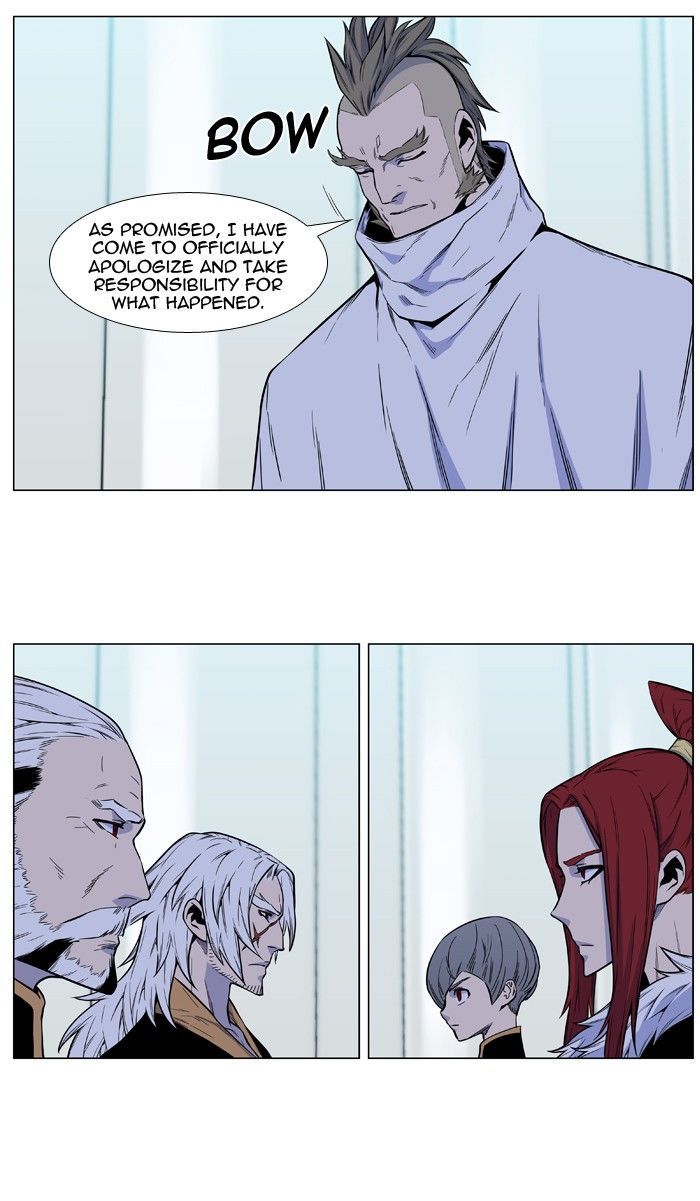 BOW
AS PROMISED, I HAVE
COME TO OFFICIALLY
APOLOGIZE AND TAKE
RESPONSIBILITY FOR
WHAT HAPPENED.